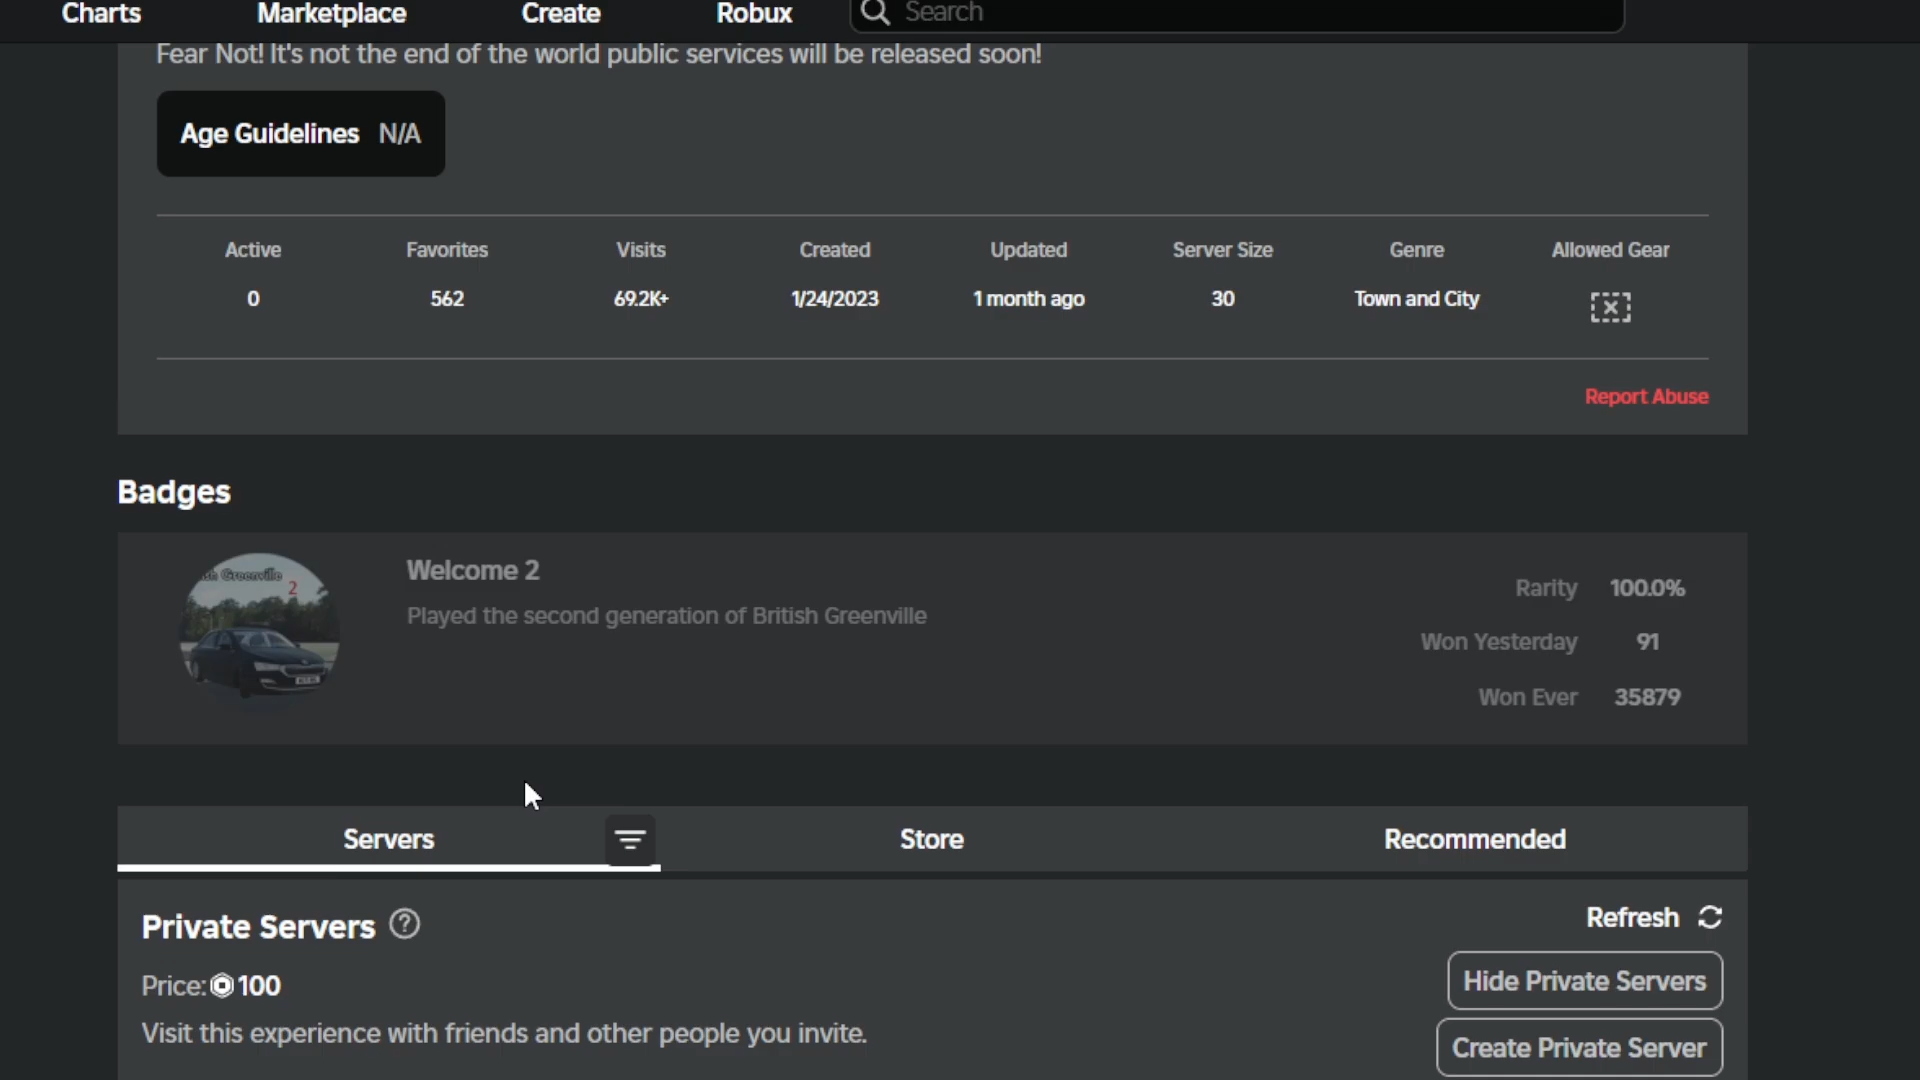 Charts Marketplace Create Robux Search
Fear Not! It's not the end of the world public services will be released soon!
Age Guidelines N/A
Active Favorites Visits Created Updated Server Size Genre Allowed Gear
0 562 69.2K+ 1/24/2023 1 month ago 30 Town and City
Report Abuse
Badges
Greenville
2
Welcome 2
Played the second generation of British Greenville
Rarity 100.0%
Won Yesterday 91
Won Ever 35879
Servers Store Recommended
Private Servers ?
Refresh
Price: 100
Hide Private Servers
Visit this experience with friends and other people you invite.
Create Private Server